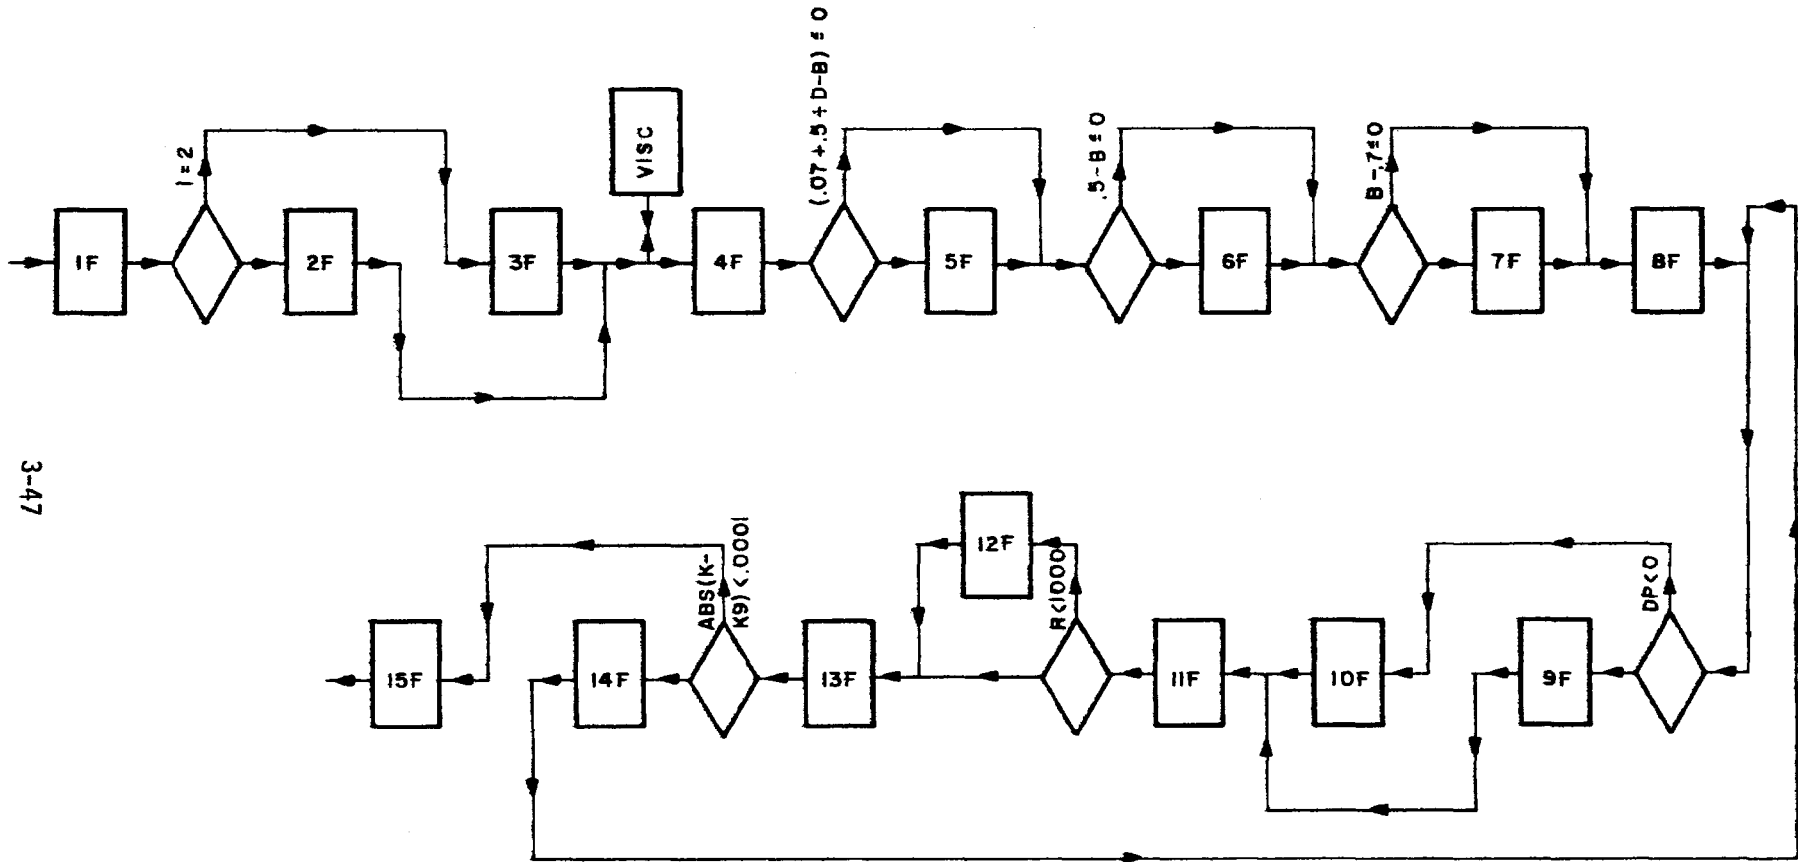 1F
I=2
2F
3F
VISC
4F
(.07+.5+D-B)≤0
5F
.5-B≤0
6F
B-.7≤0
7F
8F
DP<0
9F
10F
11F
R<1000
12F
13F
ABS(K-
K9)<.0001
14F
15F
3-47